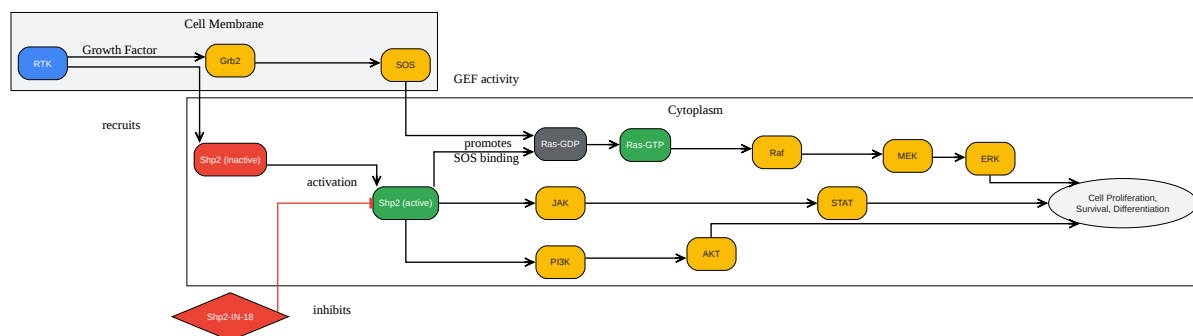 Cell Membrane
RTK
Growth Factor
Grb2
SOS
GEF activity
Cytoplasm
recruits
Shp2 (inactive)
activation
Shp2 (active)
promotes
SOS binding
Ras-GDP
Ras-GTP
Raf
MEK
ERK
JAK
STAT
Cell Proliferation,
Survival, Differentiation
PI3K
AKT
Shp2-IN-18
inhibits